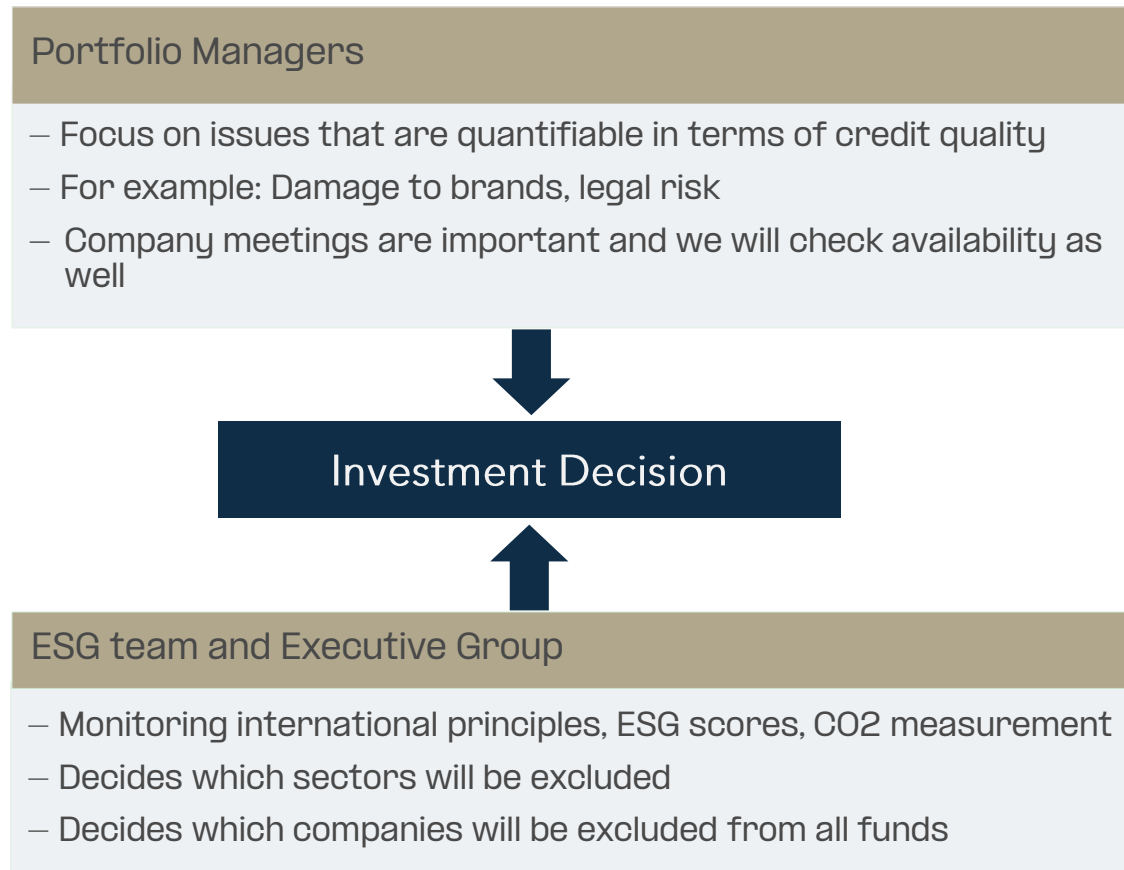 Portfolio Managers
– Focus on issues that are quantifiable in terms of credit quality
– For example: Damage to brands, legal risk
– Company meetings are important and we will check availability as
well
Investment Decision
ESG team and Executive Group
– Monitoring international principles, ESG scores, CO2 measurement
– Decides which sectors will be excluded
– Decides which companies will be excluded from all funds